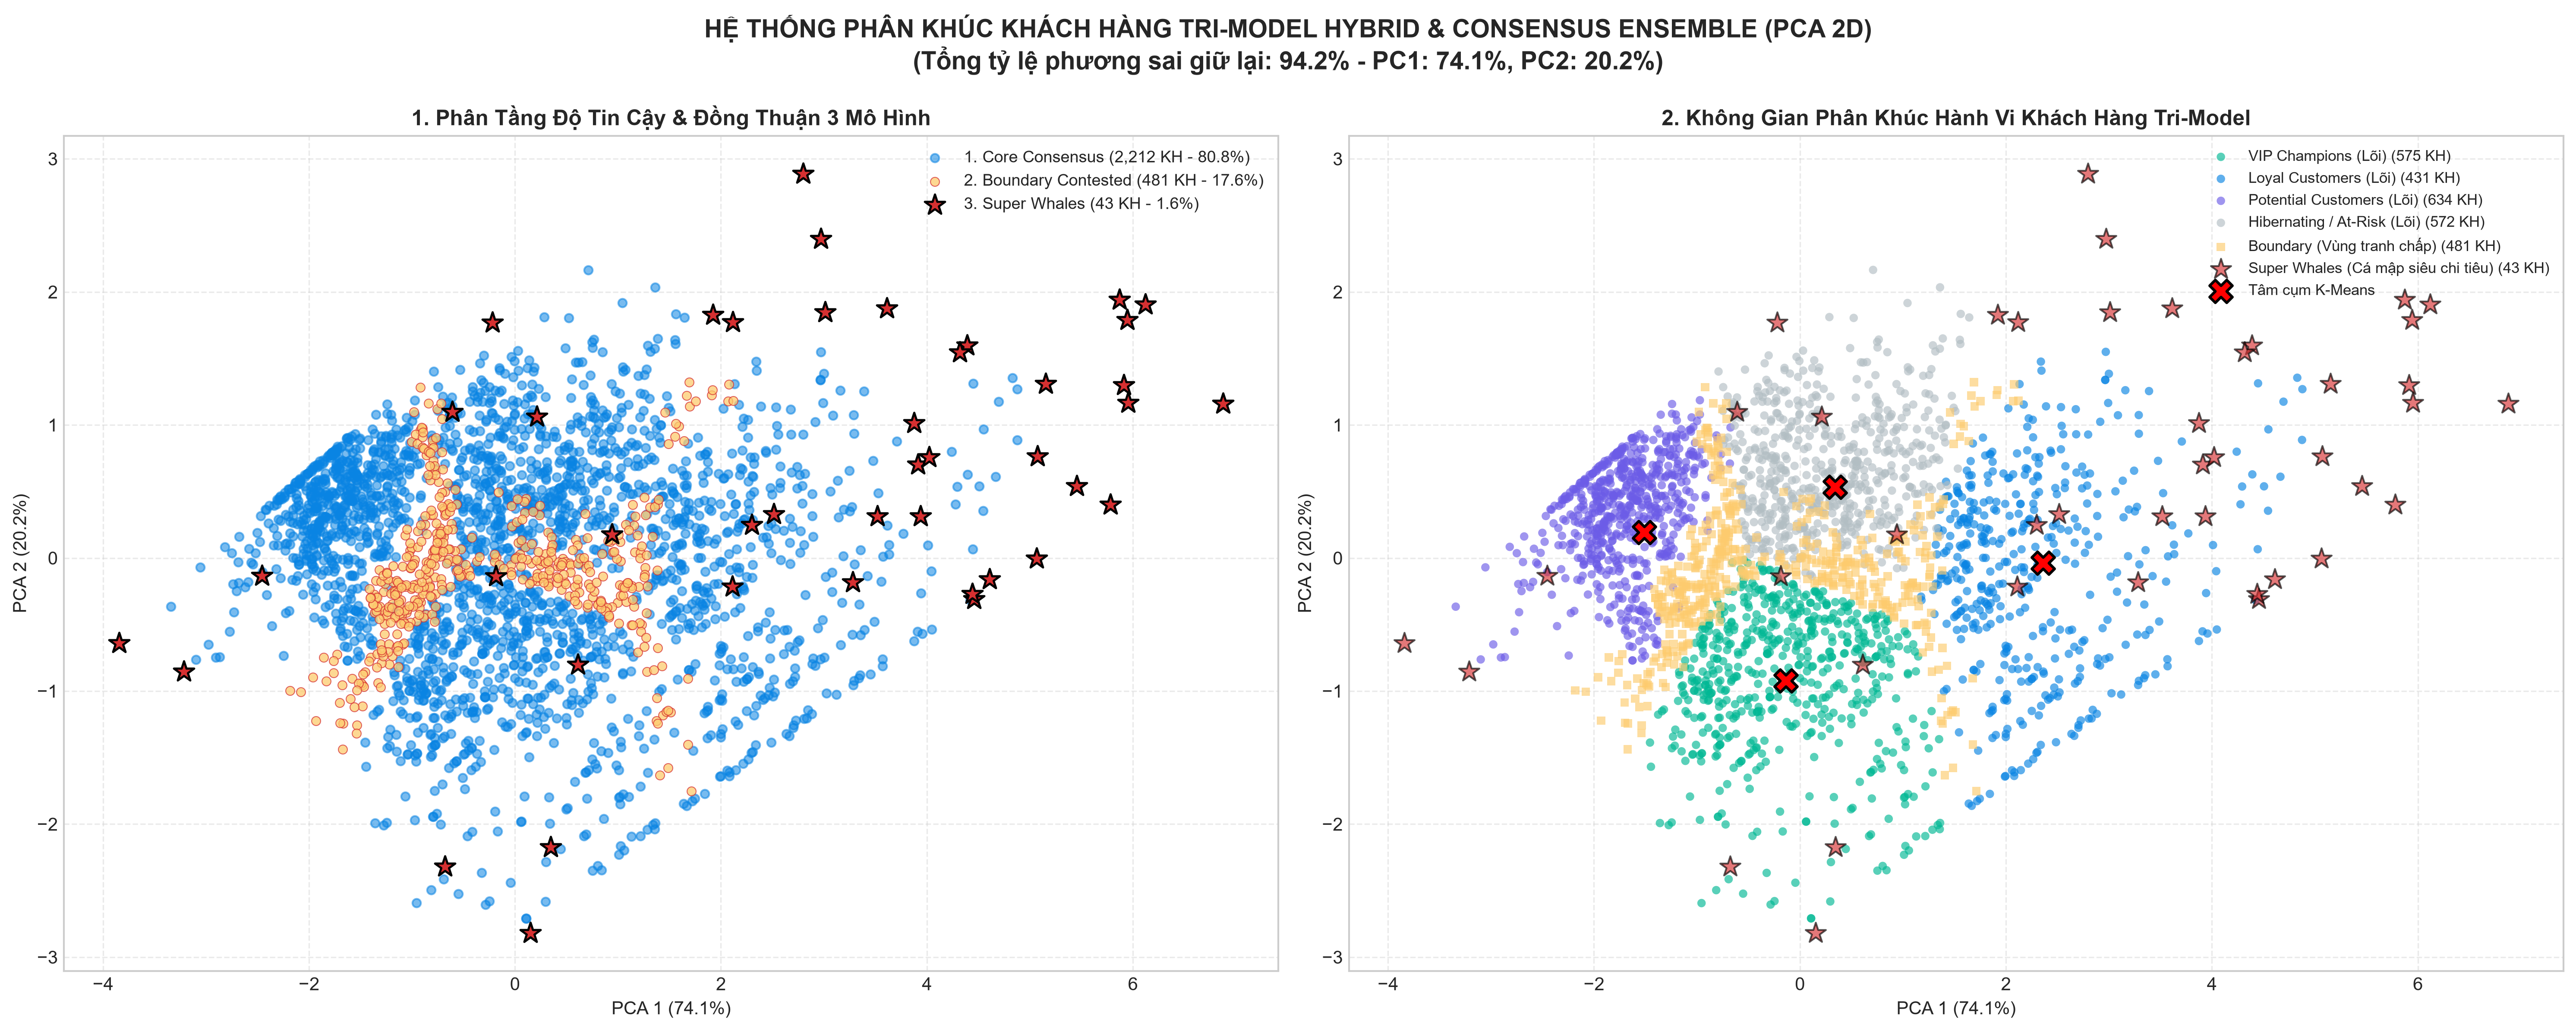 HỆ THỐNG PHÂN KHÚC KHÁCH HÀNG TRI-MODEL HYBRID & CONSENSUS ENSEMBLE (PCA 2D)
(Tổng tỷ lệ phương sai giữ lại: 94.2% - PC1: 74.1%, PC2: 20.2%)
1. Phân Tầng Độ Tin Cậy & Đồng Thuận 3 Mô Hình
1. Core Consensus (2,212 KH - 80.8%)
2. Boundary Contested (481 KH - 17.6%)
3. Super Whales (43 KH - 1.6%)
3
2
1
0
−1
−2
−3
PCA 2 (20.2%)
−4
−2
0
2
4
6
PCA 1 (74.1%)
2. Không Gian Phân Khúc Hành Vi Khách Hàng Tri-Model
VIP Champions (Lõi) (575 KH)
Loyal Customers (Lõi) (431 KH)
Potential Customers (Lõi) (634 KH)
Hibernating / At-Risk (Lõi) (572 KH)
Boundary (Vùng tranh chấp) (481 KH)
Super Whales (Cá mập siêu chi tiêu) (43 KH)
Tâm cụm K-Means
3
2
1
0
−1
−2
−3
PCA 2 (20.2%)
−4
−2
0
2
4
6
PCA 1 (74.1%)